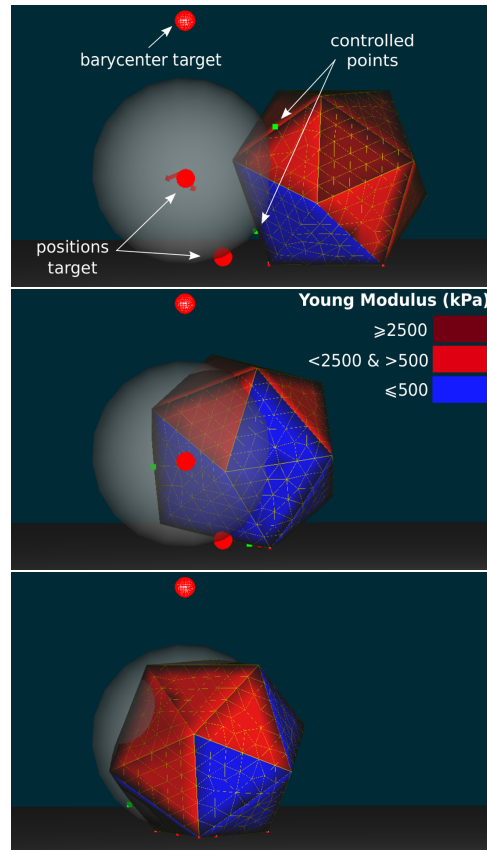 barycenter target
controlled
points
positions
target
Young Modulus (kPa)
⩾2500
<2500 & >500
⩽500